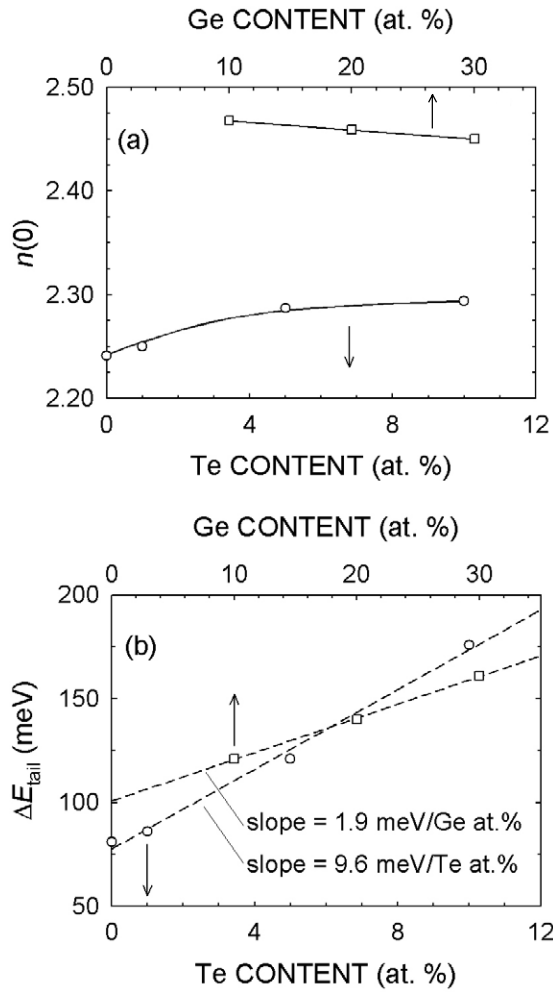 Ge CONTENT (at. %)
0 10 20 30
2.50
(a)
2.40
n(0)
2.30
2.20
0 4 8 12
Te CONTENT (at. %)
Ge CONTENT (at. %)
0 10 20 30
200
(b)
150
ΔE_tail (meV)
100
slope = 1.9 meV/Ge at.%
slope = 9.6 meV/Te at.%
50
0 4 8 12
Te CONTENT (at. %)